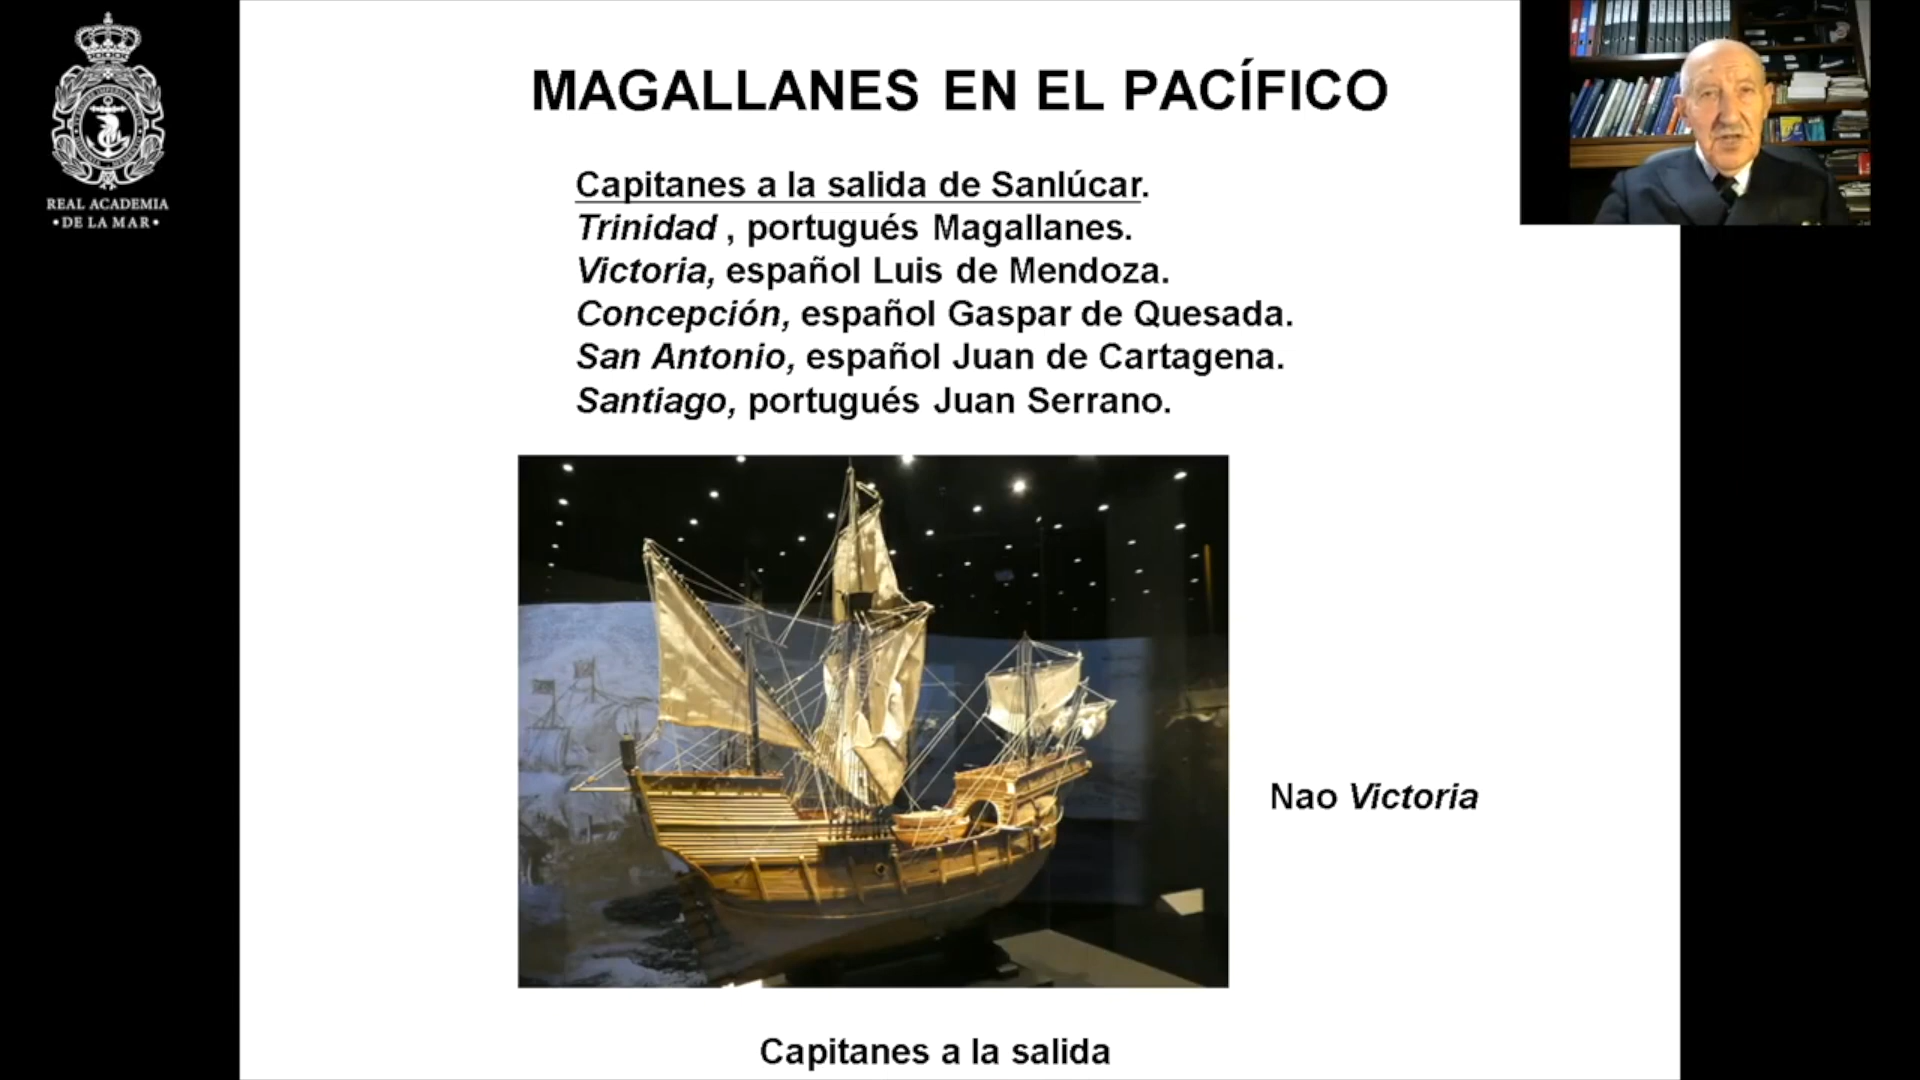 REAL ACADEMIA
•DE LA MAR•
MAGALLANES EN EL PACÍFICO
Capitanes a la salida de Sanlúcar.
Trinidad , portugués Magallanes.
Victoria, español Luis de Mendoza.
Concepción, español Gaspar de Quesada.
San Antonio, español Juan de Cartagena.
Santiago, portugués Juan Serrano.
Nao Victoria
Capitanes a la salida